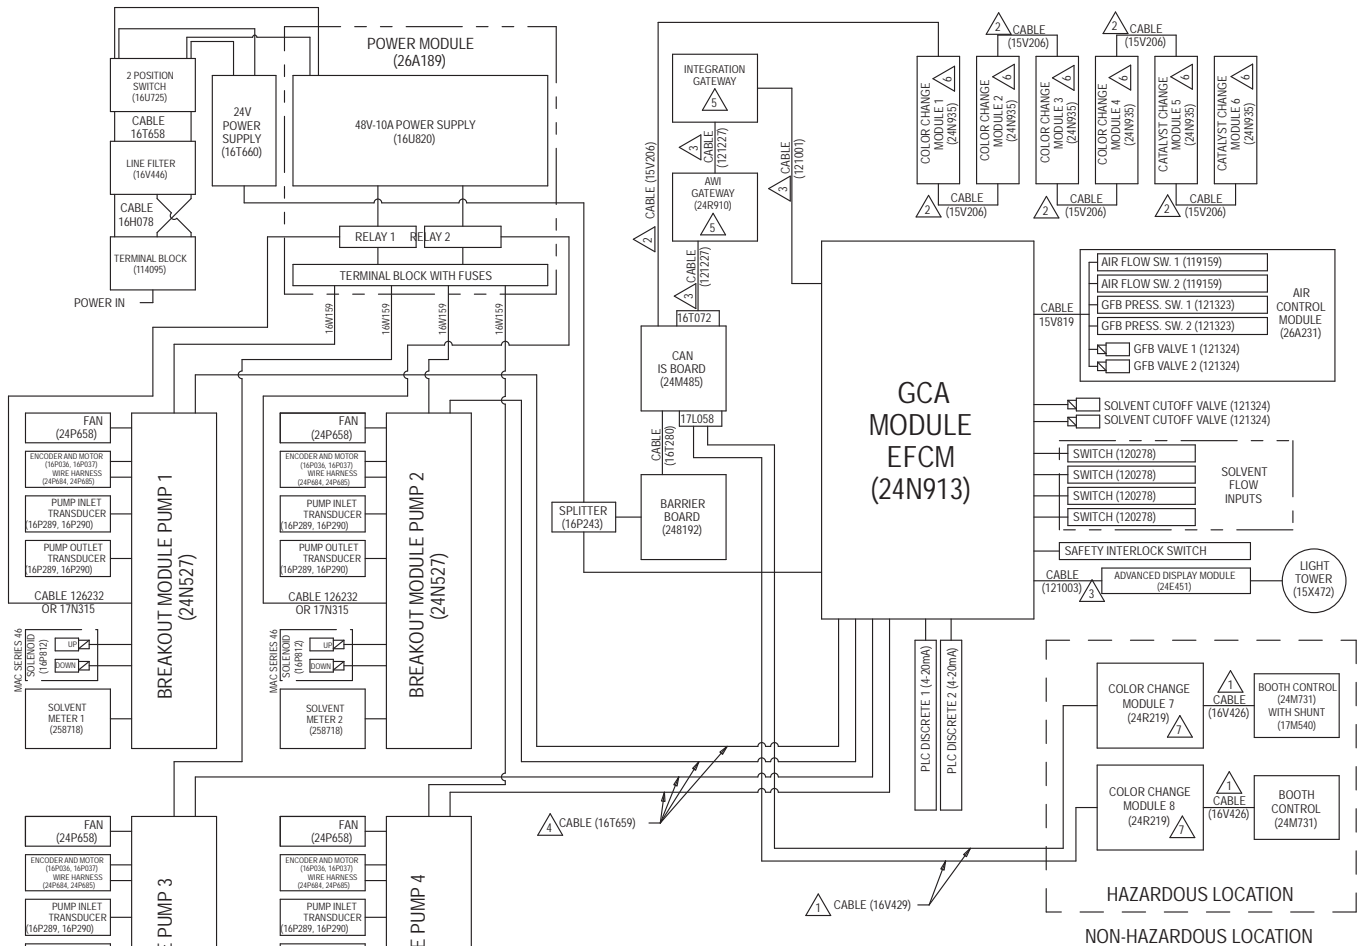 POWER MODULE
(26A189)
2 POSITION
SWITCH
(16U725)
CABLE
16T658
LINE FILTER
(16V446)
CABLE
16H078
TERMINAL BLOCK
(114095)
POWER IN
24V
POWER
SUPPLY
(16T660)
48V-10A POWER SUPPLY
(16U820)
RELAY 1
RELAY 2
TERMINAL BLOCK WITH FUSES
16W159
16W159
16W159
16W159
FAN
(24P658)
ENCODER AND MOTOR
(16P036, 16P037)
WIRE HARNESS
(24P684, 24P685)
PUMP INLET
TRANSDUCER
(16P289, 16P290)
PUMP OUTLET
TRANSDUCER
(16P289, 16P290)
CABLE 126232
OR 17N315
MAC SERIES 46
SOLENOID
(16P812)
UP
DOWN
SOLVENT
METER 1
(258718)
BREAKOUT MODULE PUMP 1
(24N527)
FAN
(24P658)
ENCODER AND MOTOR
(16P036, 16P037)
WIRE HARNESS
(24P684, 24P685)
PUMP INLET
TRANSDUCER
(16P289, 16P290)
PUMP OUTLET
TRANSDUCER
(16P289, 16P290)
CABLE 126232
OR 17N315
MAC SERIES 46
SOLENOID
(16P812)
UP
DOWN
SOLVENT
METER 2
(258718)
BREAKOUT MODULE PUMP 2
(24N527)
FAN
(24P658)
ENCODER AND MOTOR
(16P036, 16P037)
WIRE HARNESS
(24P684, 24P685)
PUMP INLET
TRANSDUCER
(16P289, 16P290)
E PUMP 3
FAN
(24P658)
ENCODER AND MOTOR
(16P036, 16P037)
WIRE HARNESS
(24P684, 24P685)
PUMP INLET
TRANSDUCER
(16P289, 16P290)
E PUMP 4
INTEGRATION
GATEWAY
5
3
CABLE
(121227)
AWI
GATEWAY
(24R910)
5
3
CABLE
(121227)
2
CABLE (15V206)
3
CABLE
(121001)
16T072
CAN
IS BOARD
(24M485)
17L058
CABLE
(16T280)
BARRIER
BOARD
(248192)
SPLITTER
(16P243)
GCA
MODULE
EFCM
(24N913)
2
CABLE
(15V206)
2
CABLE
(15V206)
COLOR CHANGE
MODULE 1
(24N935)
6
COLOR CHANGE
MODULE 2
(24N935)
COLOR CHANGE
MODULE 3
(24N935)
6
COLOR CHANGE
MODULE 4
(24N935)
6
CATALYST CHANGE
MODULE 5
(24N935)
6
CATALYST CHANGE
MODULE 6
(24N935)
2
CABLE
(15V206)
2
CABLE
(15V206)
2
CABLE
(15V206)
CABLE
15V819
AIR FLOW SW. 1 (119159)
AIR FLOW SW. 2 (119159)
GFB PRESS. SW. 1 (121323)
GFB PRESS. SW. 2 (121323)
GFB VALVE 1 (121324)
GFB VALVE 2 (121324)
AIR
CONTROL
MODULE
(26A231)
SOLVENT CUTOFF VALVE (121324)
SOLVENT CUTOFF VALVE (121324)
SWITCH (120278)
SWITCH (120278)
SWITCH (120278)
SWITCH (120278)
SOLVENT
FLOW
INPUTS
SAFETY INTERLOCK SWITCH
CABLE
(121003)
3
ADVANCED DISPLAY MODULE
(24E451)
LIGHT
TOWER
(15X472)
PLC DISCRETE 1 (4-20mA)
PLC DISCRETE 2 (4-20mA)
COLOR CHANGE
MODULE 7
(24R219)
7
1
CABLE
(16V426)
BOOTH CONTROL
(24M731)
WITH SHUNT
(17M540)
COLOR CHANGE
MODULE 8
(24R219)
7
1
CABLE
(16V426)
BOOTH
CONTROL
(24M731)
4
CABLE (16T659)
1
CABLE (16V429)
HAZARDOUS LOCATION
NON-HAZARDOUS LOCATION